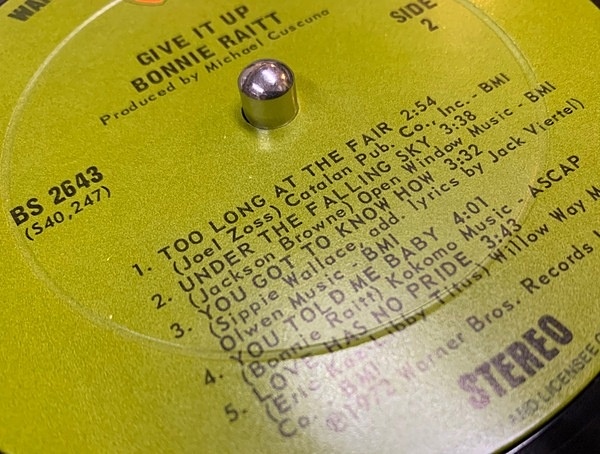 WAR
GIVE IT UP
BONNIE RAITT
Produced by Michael Cuscuna
SIDE
2
BS 2643
(S40,247)
1. TOO LONG AT THE FAIR 2:54
(Joel Zoss) Catalan Pub. Co., Inc. - BMI
2. UNDER THE FALLING SKY 3:38
(Jackson Browne) Open Window Music - BMI
3. YOU GOT TO KNOW HOW 3:32
(Sippie Wallace, add. lyrics by Jack Viertel)
Olwen Music - BMI
4. YOU TOLD ME BABY 4:01
(Bonnie Raitt) Kokomo Music - ASCAP
5. LOVE HAS NO PRIDE 3:43
(Eric Kaz, Libby Titus) Willow Way M
Co. - BMI
℗1972 Warner Bros. Records
STEREO
LICENSEE